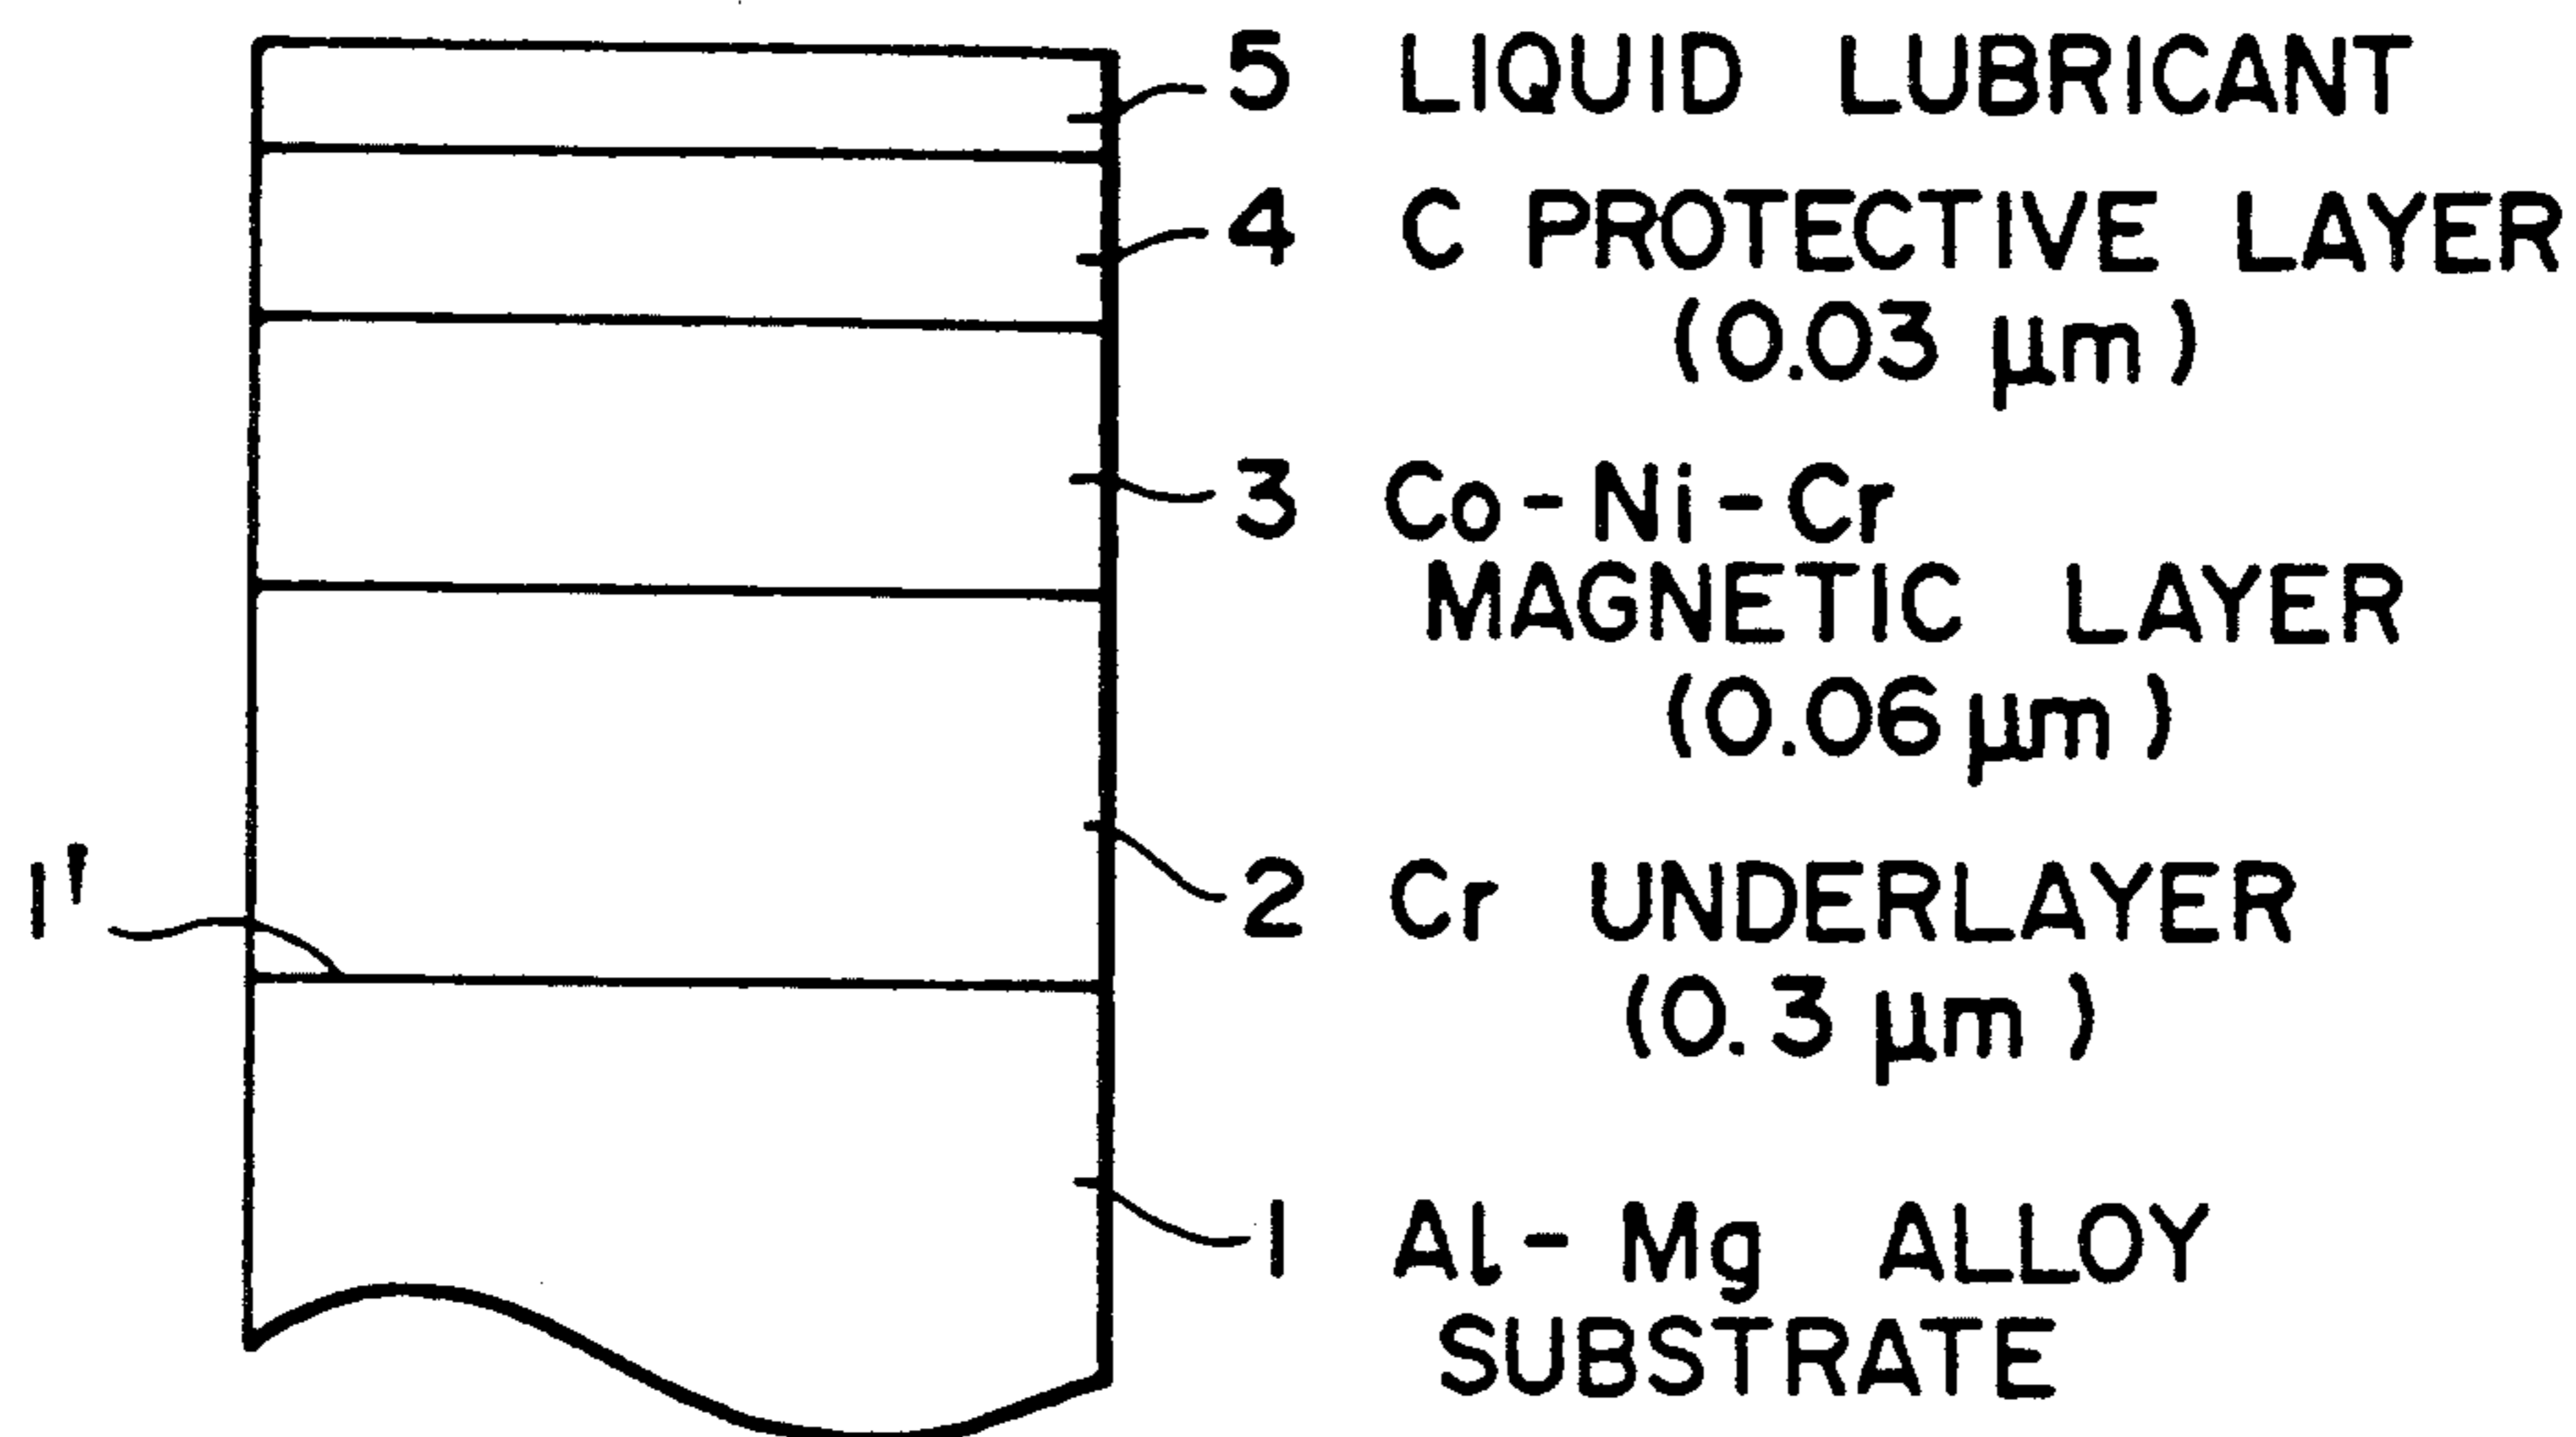 5 LIQUID LUBRICANT
4 C PROTECTIVE LAYER
(0.03 µm)
3 Co-Ni-Cr
MAGNETIC LAYER
(0.06 µm)
1'
2 Cr UNDERLAYER
(0.3 µm)
1 Al-Mg ALLOY
SUBSTRATE